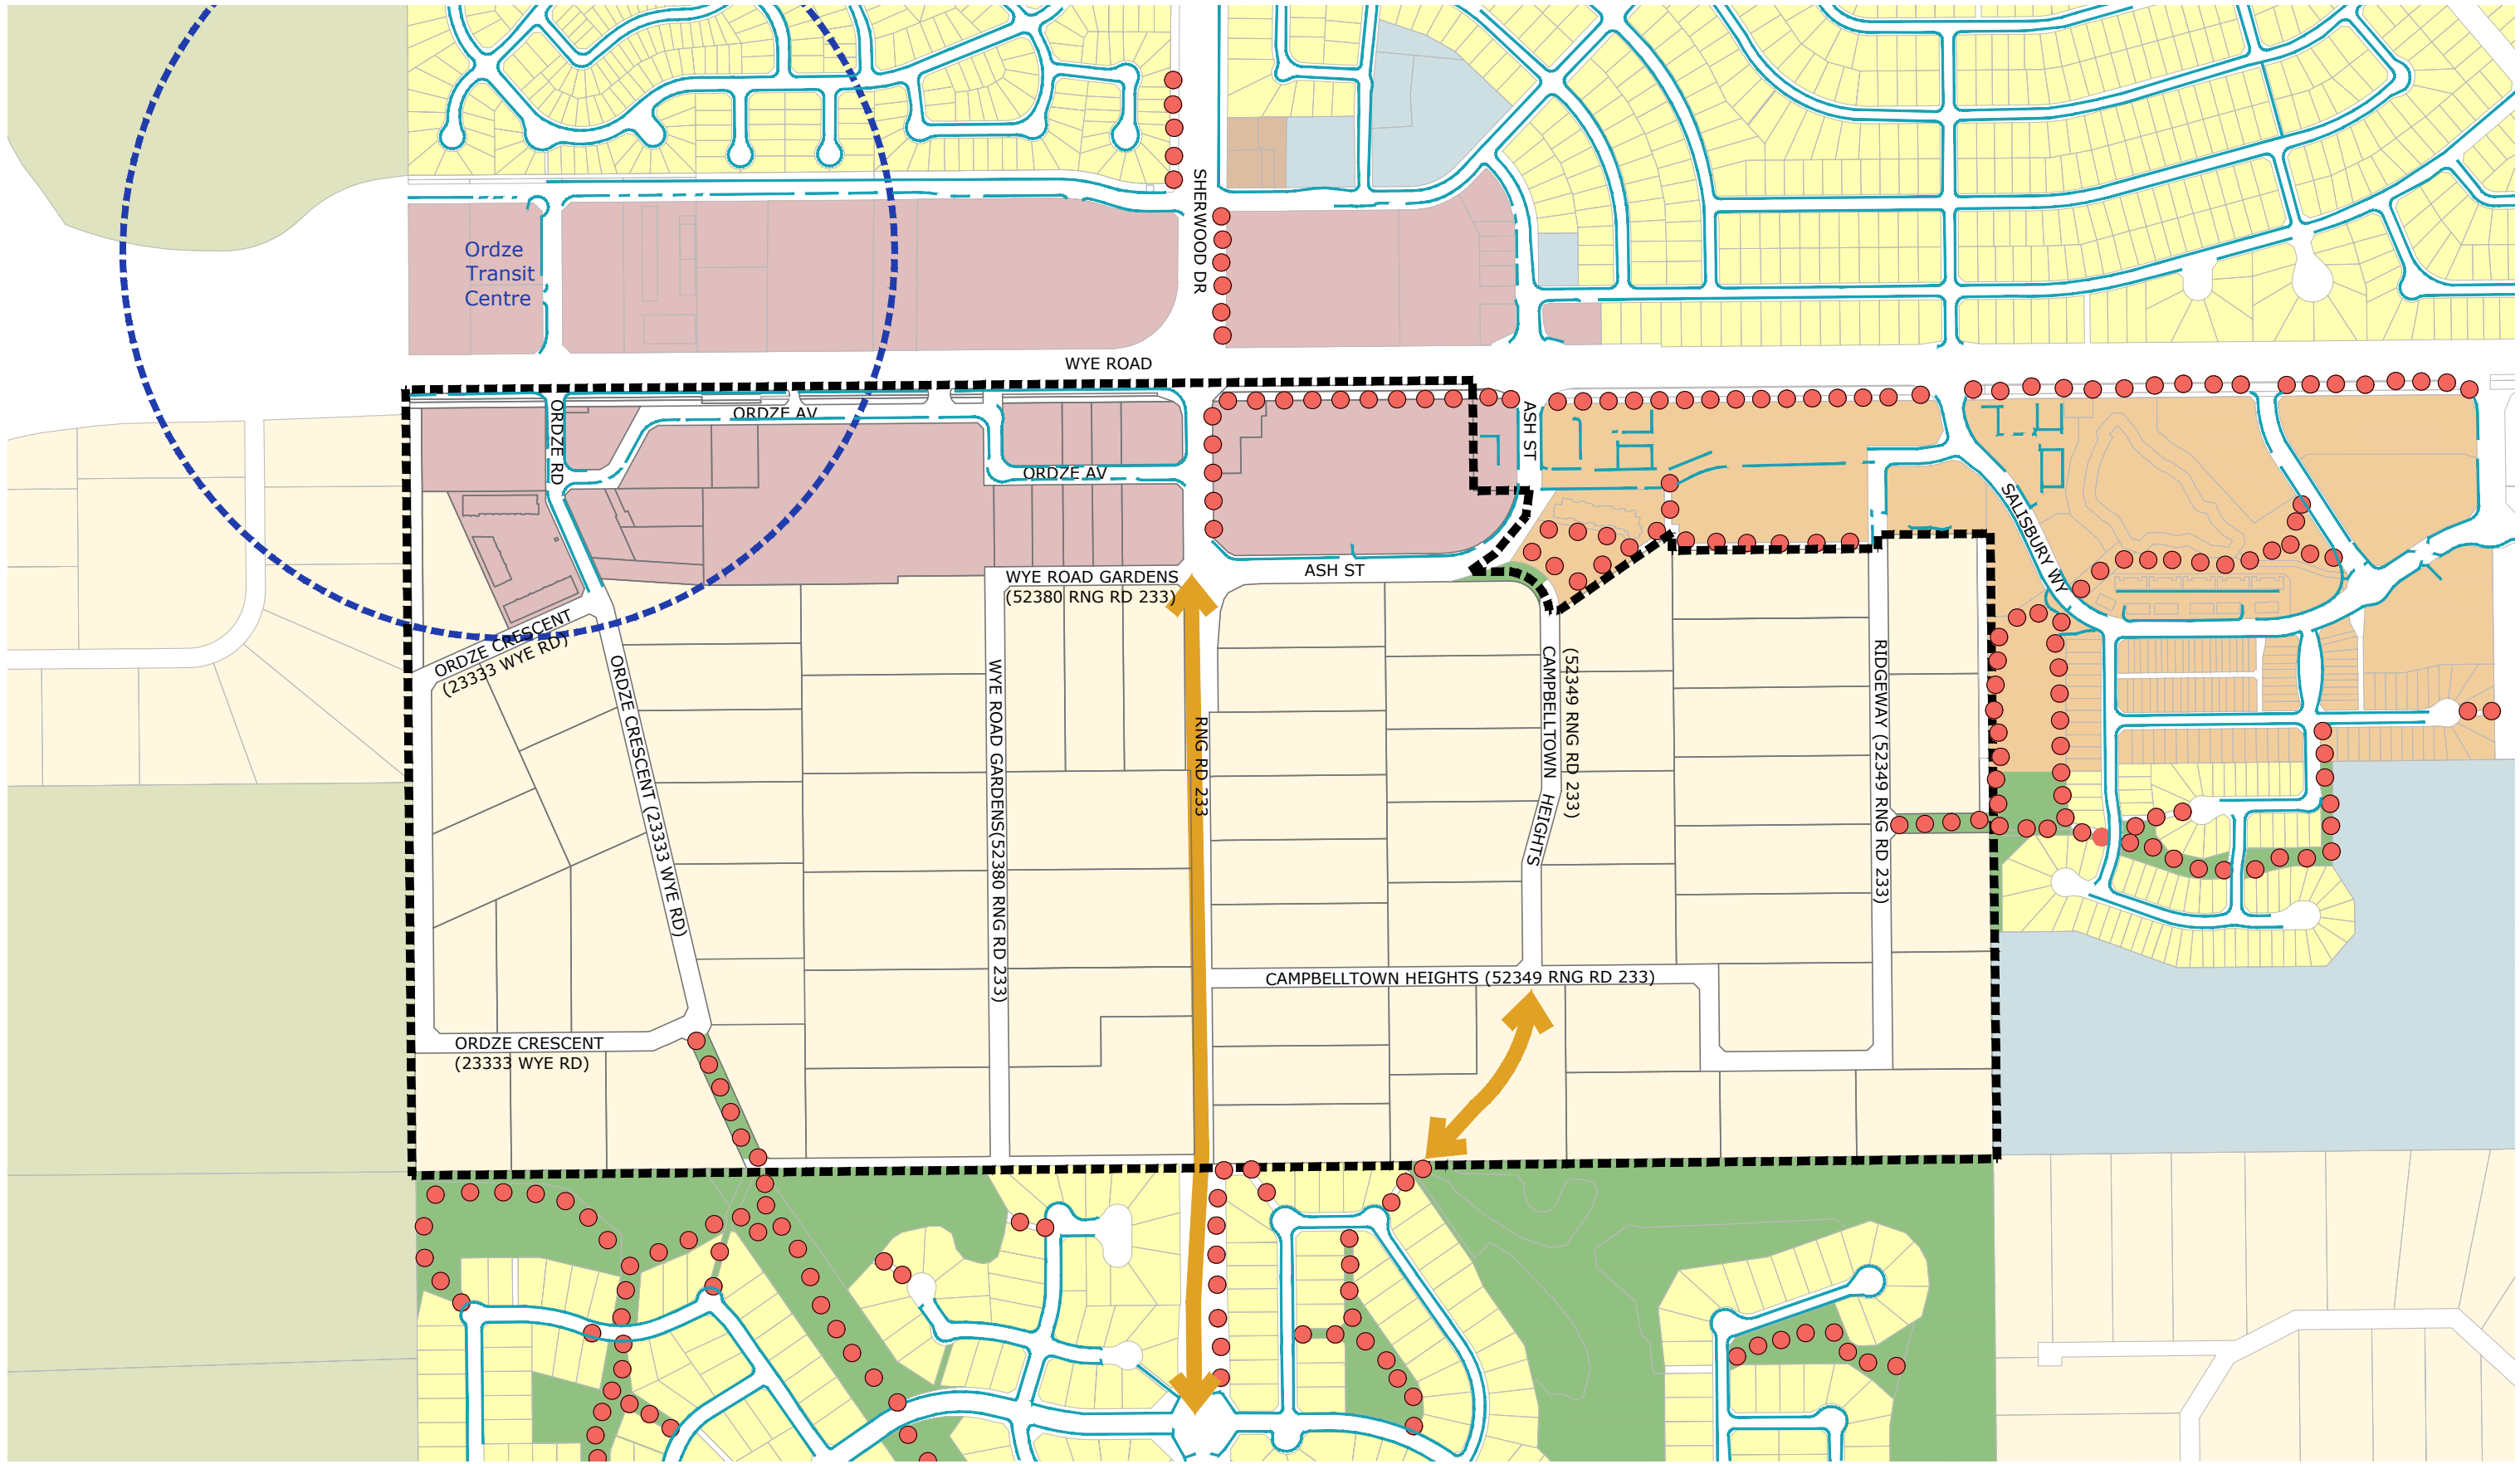 SHERWOOD DR
Ordze
Transit
Centre
WYE ROAD
ORDZE RD
ORDZE AV
ORDZE AV
ASH ST
ASH ST
SALISBURY WY
WYE ROAD GARDENS
(52380 RNG RD 233)
ORDZE CRESCENT
(23333 WYE RD)
ORDZE CRESCENT (23333 WYE RD)
WYE ROAD GARDENS(52380 RNG RD 233)
RNG RD 233
CAMPBELLTOWN HEIGHTS
(52349 RNG RD 233)
RIDGEWAY (52349 RNG RD 233)
CAMPBELLTOWN HEIGHTS (52349 RNG RD 233)
ORDZE CRESCENT
(23333 WYE RD)